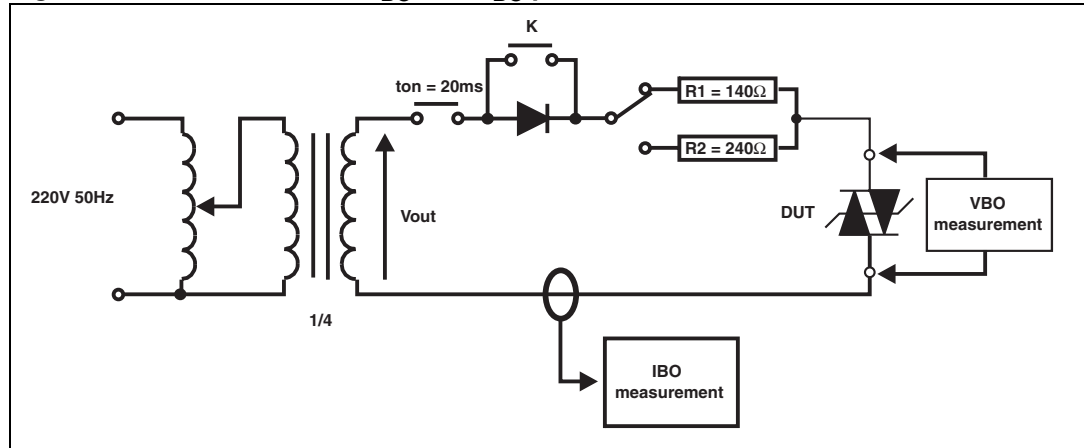 K
ton = 20ms
R1 = 140Ω
R2 = 240Ω
220V 50Hz
Vout
DUT
VBO
measurement
1/4
IBO
measurement